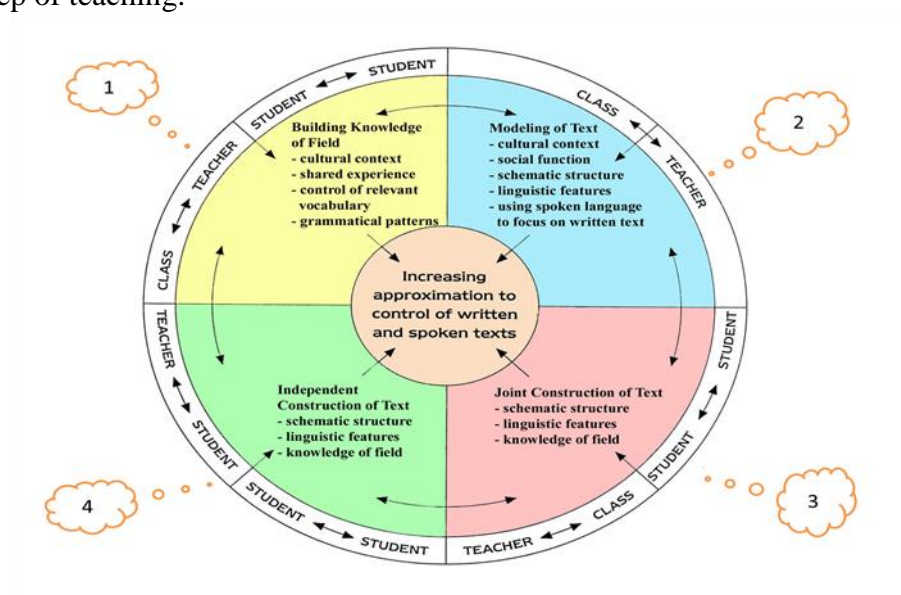 ep of teaching.
1
2
STUDENT ↔ STUDENT
CLASS ↔ TEACHER
CLASS ↔ TEACHER
Building Knowledge
of Field
- cultural context
- shared experience
- control of relevant
vocabulary
- grammatical patterns
Modeling of Text
- cultural context
- social function
- schematic structure
- linguistic features
- using spoken language
to focus on written text
Increasing
approximation to
control of written
and spoken texts
Independent
Construction of Text
- schematic structure
- linguistic features
- knowledge of field
Joint Construction of Text
- schematic structure
- linguistic features
- knowledge of field
TEACHER ↔ STUDENT
STUDENT ↔ STUDENT
TEACHER ↔ CLASS
STUDENT ↔ STUDENT
4
3